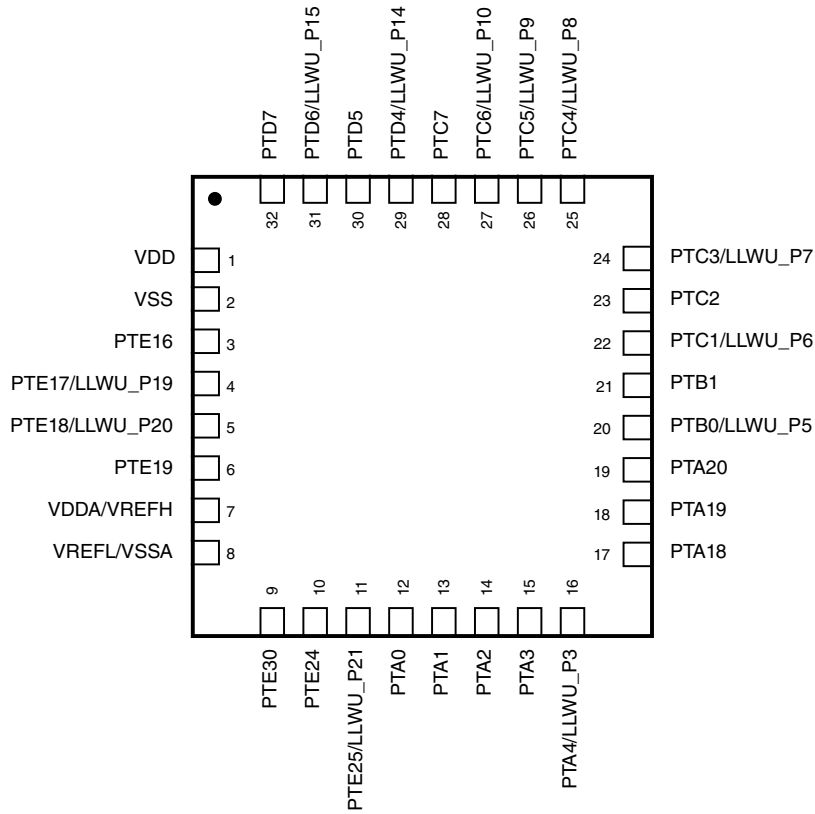 PTD7
PTD6/LLWU_P15
PTD5
PTD4/LLWU_P14
PTC7
PTC6/LLWU_P10
PTC5/LLWU_P9
PTC4/LLWU_P8
32
31
30
29
28
27
26
25
VDD 1
VSS 2
PTE16 3
PTE17/LLWU_P19 4
PTE18/LLWU_P20 5
PTE19 6
VDDA/VREFH 7
VREFL/VSSA 8
24 PTC3/LLWU_P7
23 PTC2
22 PTC1/LLWU_P6
21 PTB1
20 PTB0/LLWU_P5
19 PTA20
18 PTA19
17 PTA18
9
10
11
12
13
14
15
16
PTE30
PTE24
PTE25/LLWU_P21
PTA0
PTA1
PTA2
PTA3
PTA4/LLWU_P3